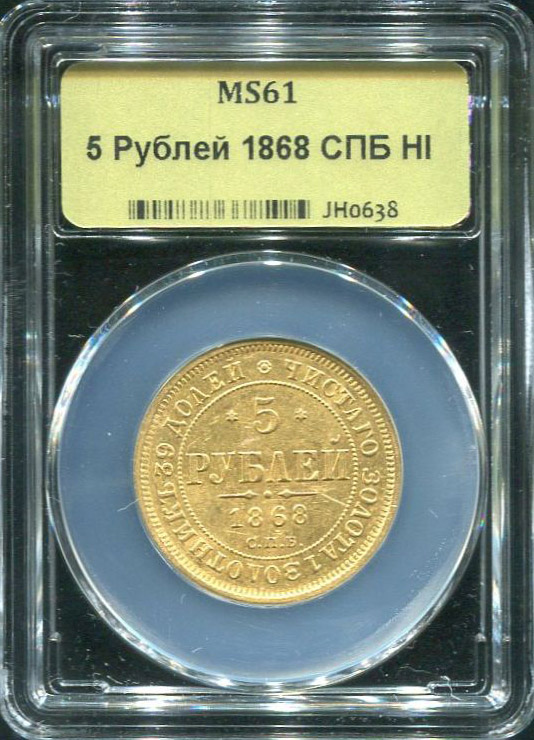 MS61
5 Рублей 1868 СПБ НІ
JH0638
ЧИСТАГО ЗОЛОТА 1 ЗОЛОТНИКЪ 39 ДОЛЕЙ
5
РУБЛЕЙ
1868
С.П.Б